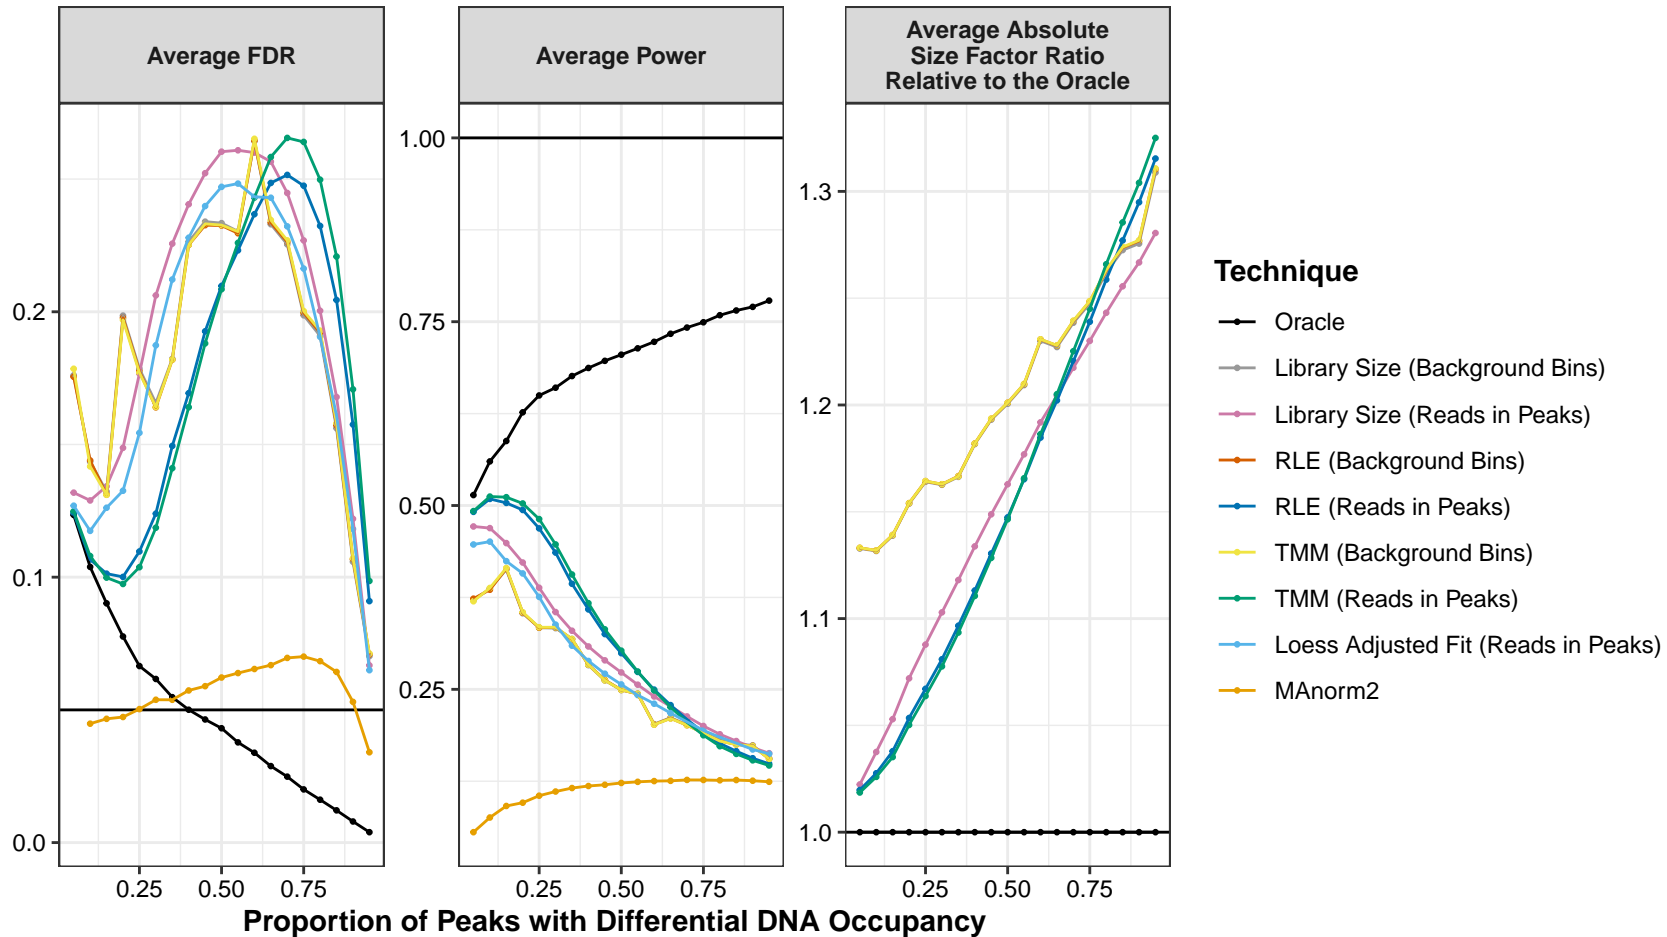 Average FDR
Average Power
Average Absolute
Size Factor Ratio
Relative to the Oracle
0.2
0.1
0.0
1.00
0.75
0.50
0.25
1.3
1.2
1.1
1.0
0.25 0.50 0.75
0.25 0.50 0.75
0.25 0.50 0.75
Proportion of Peaks with Differential DNA Occupancy
Technique
Oracle
Library Size (Background Bins)
Library Size (Reads in Peaks)
RLE (Background Bins)
RLE (Reads in Peaks)
TMM (Background Bins)
TMM (Reads in Peaks)
Loess Adjusted Fit (Reads in Peaks)
MAnorm2